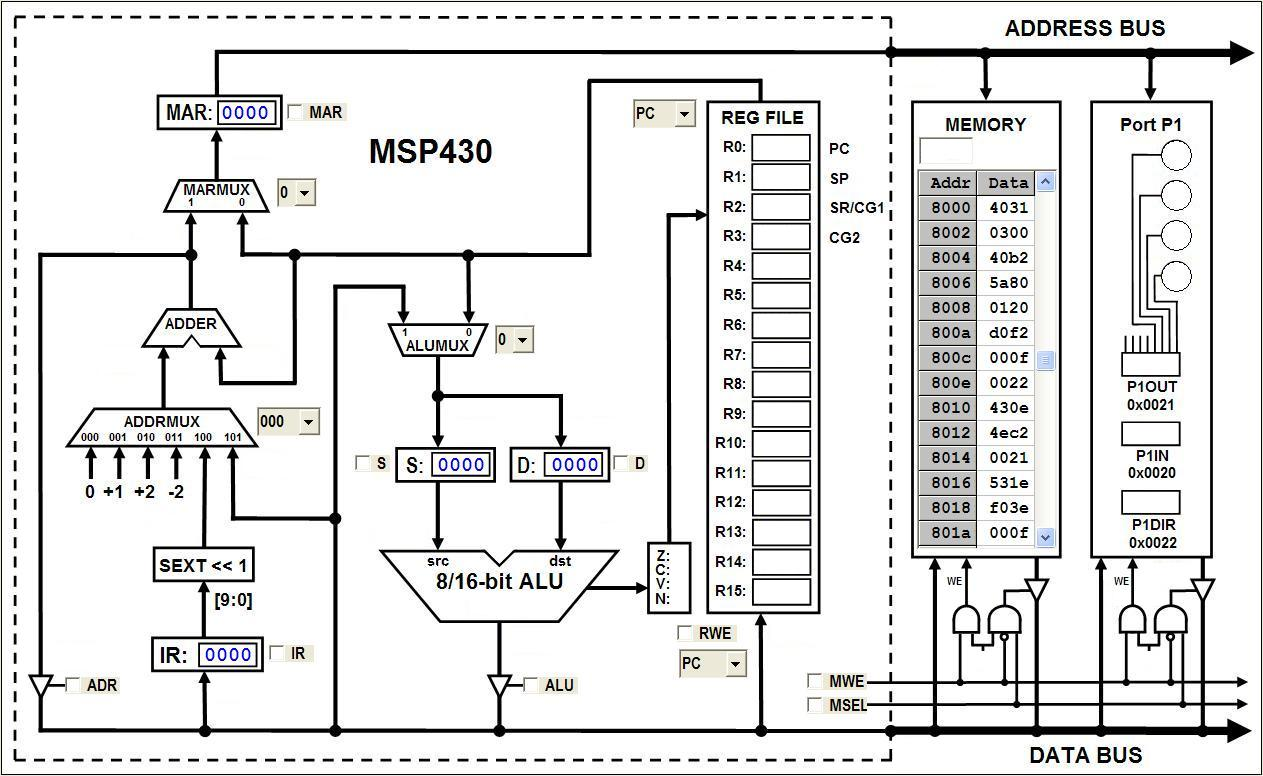 ADDRESS BUS
MAR: 0000
MAR
MSP430
PC
REG FILE
R0:
PC
R1:
SP
R2:
SR/CG1
R3:
CG2
R4:
R5:
R6:
R7:
R8:
R9:
R10:
R11:
R12:
R13:
R14:
R15:
MARMUX
1 0
0
ADDER
1 0
ALUMUX
0
ADDRMUX
000 001 010 011 100 101
000
0 +1 +2 -2
S
S: 0000
D: 0000
D
src dst
8/16-bit ALU
Z:
C:
V:
N:
SEXT << 1
[9:0]
IR: 0000
IR
ADR
ALU
RWE
PC
MEMORY
Addr Data
8000 4031
8002 0300
8004 40b2
8006 5a80
8008 0120
800a d0f2
800c 000f
800e 0022
8010 430e
8012 4ec2
8014 0021
8016 531e
8018 f03e
801a 000f
Port P1
P1OUT
0x0021
P1IN
0x0020
P1DIR
0x0022
WE
WE
MWE
MSEL
DATA BUS